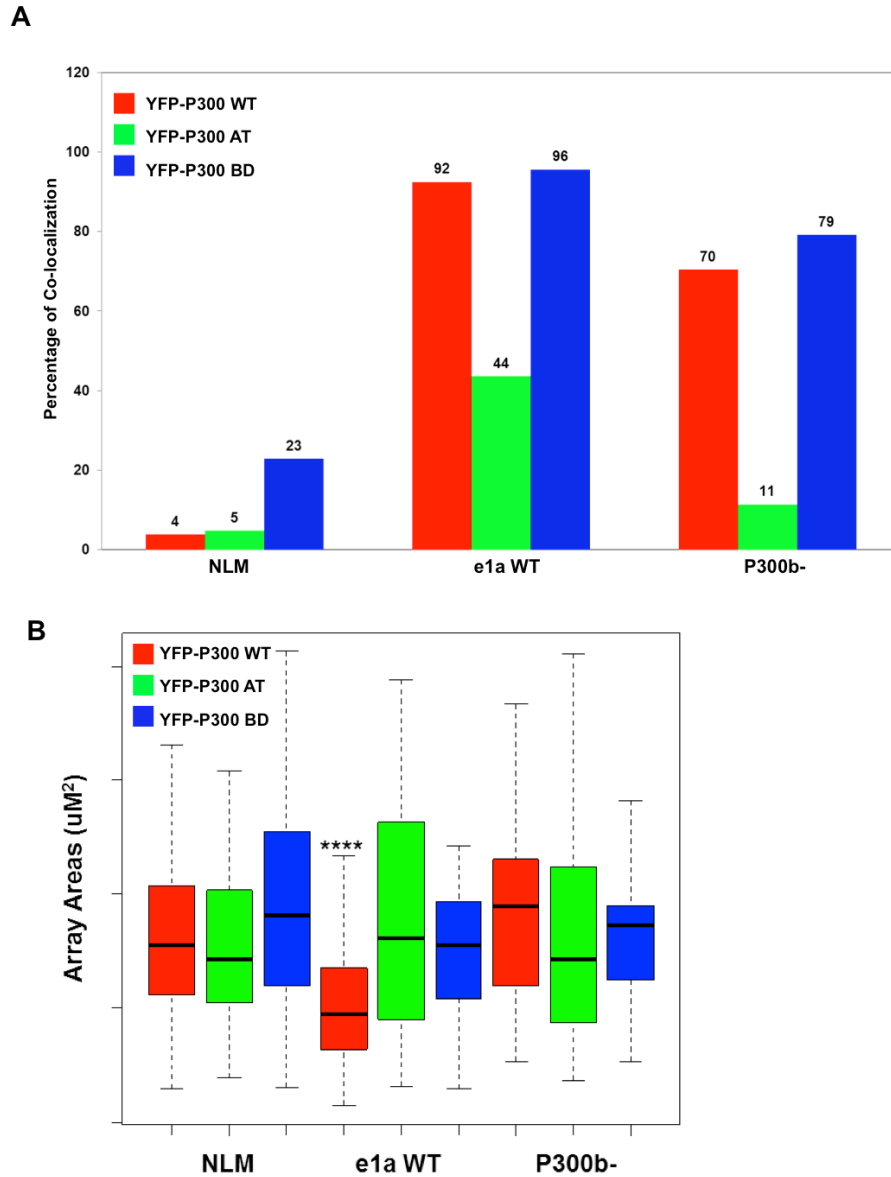 A
120
100
80
60
40
20
0
Percentage of Co-localization
YFP-P300 WT
YFP-P300 AT
YFP-P300 BD
4
5
23
92
44
96
70
11
79
NLM
e1a WT
P300b-
B
Array Areas (uM²)
YFP-P300 WT
YFP-P300 AT
YFP-P300 BD
****
NLM
e1a WT
P300b-